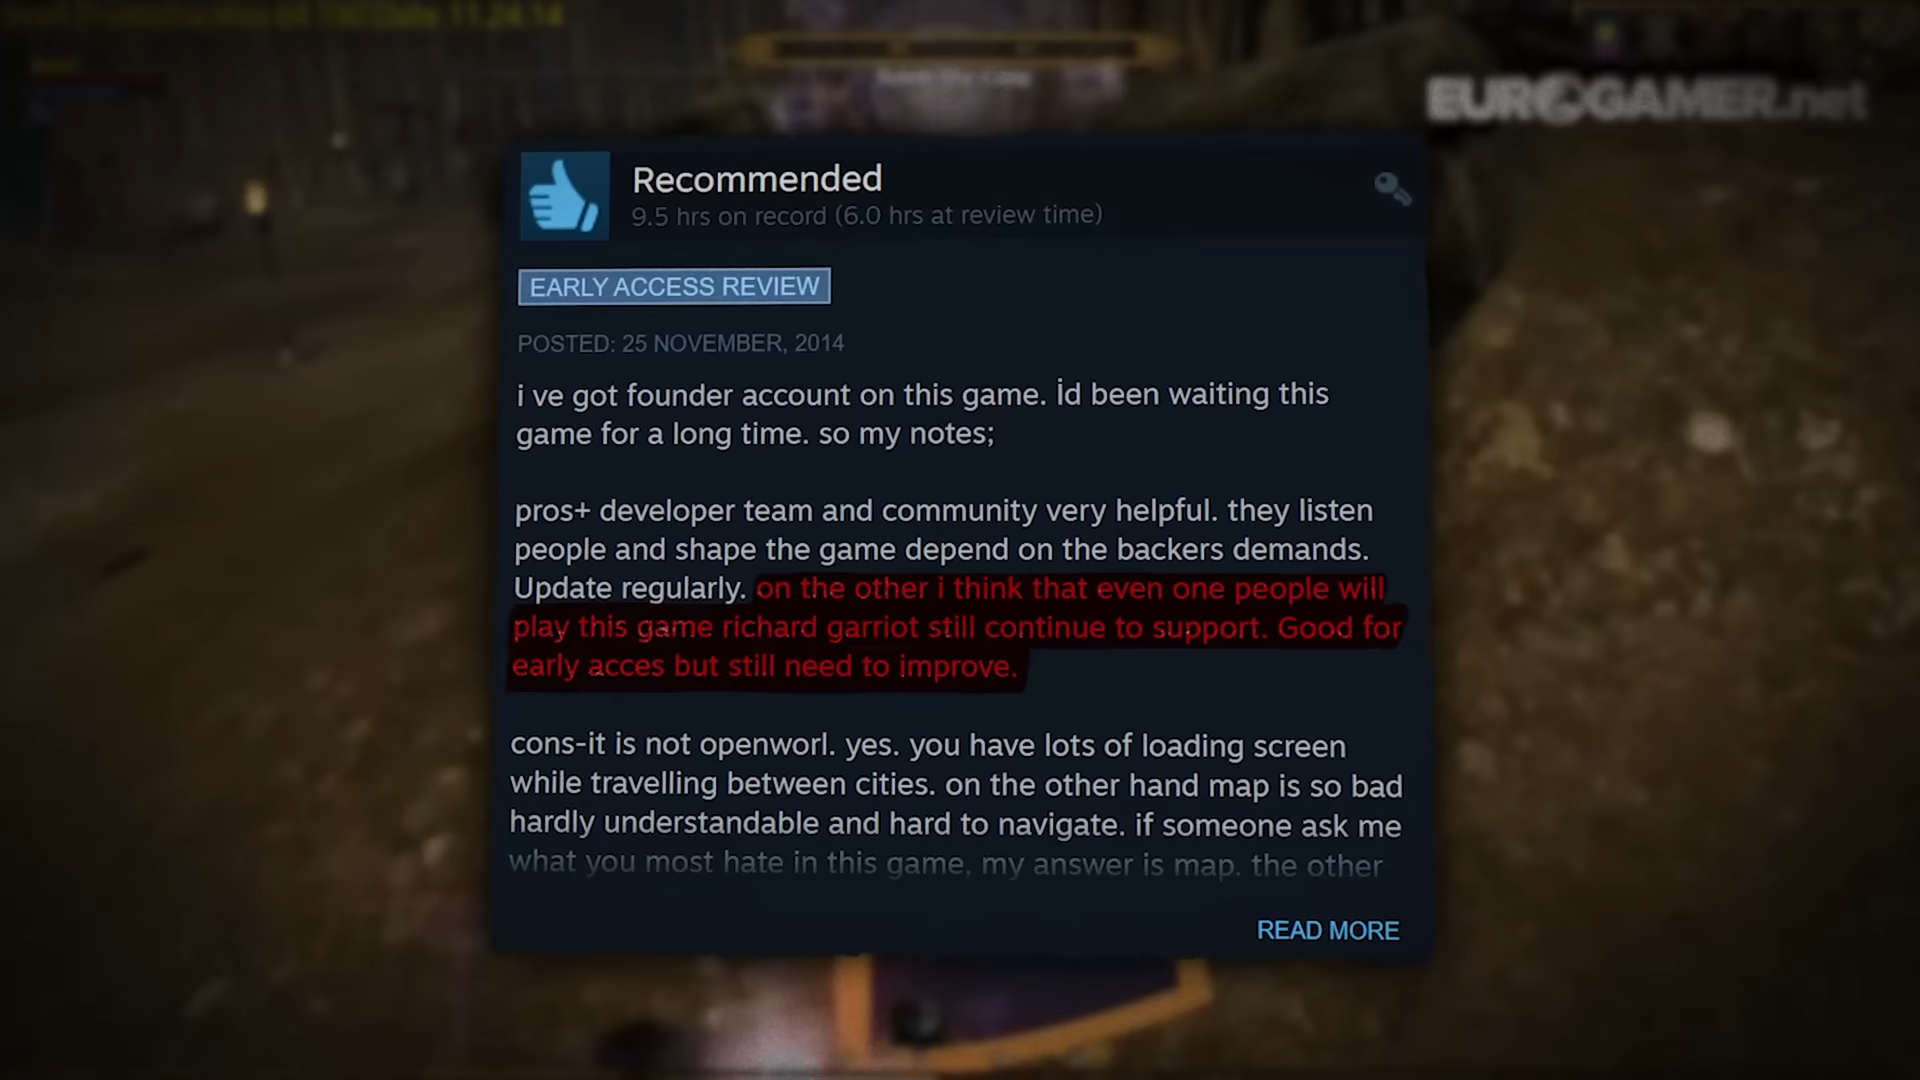 11.24.14
EUROGAMER.net
Recommended
9.5 hrs on record (6.0 hrs at review time)
EARLY ACCESS REVIEW
POSTED: 25 NOVEMBER, 2014
i ve got founder account on this game. İd been waiting this
game for a long time. so my notes;
pros+ developer team and community very helpful. they listen
people and shape the game depend on the backers demands.
Update regularly. on the other i think that even one people will
play this game richard garriot still continue to support. Good for
early acces but still need to improve.
cons-it is not openworl. yes. you have lots of loading screen
while travelling between cities. on the other hand map is so bad
hardly understandable and hard to navigate. if someone ask me
what you most hate in this game, my answer is map. the other
READ MORE